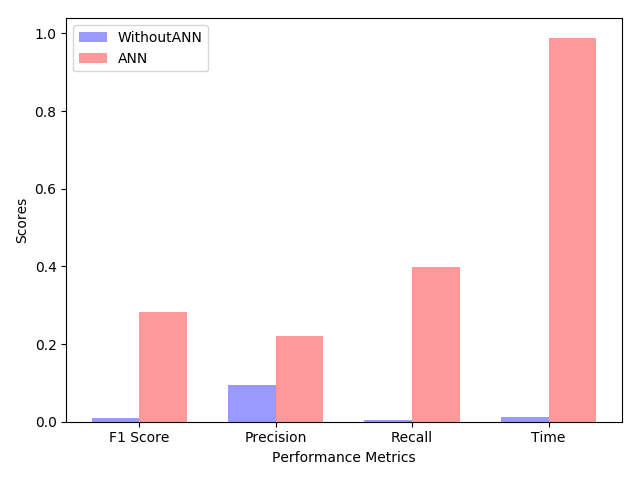 WithoutANN
ANN
1.0
0.8
0.6
0.4
0.2
0.0
Scores
F1 Score Precision Recall Time
Performance Metrics